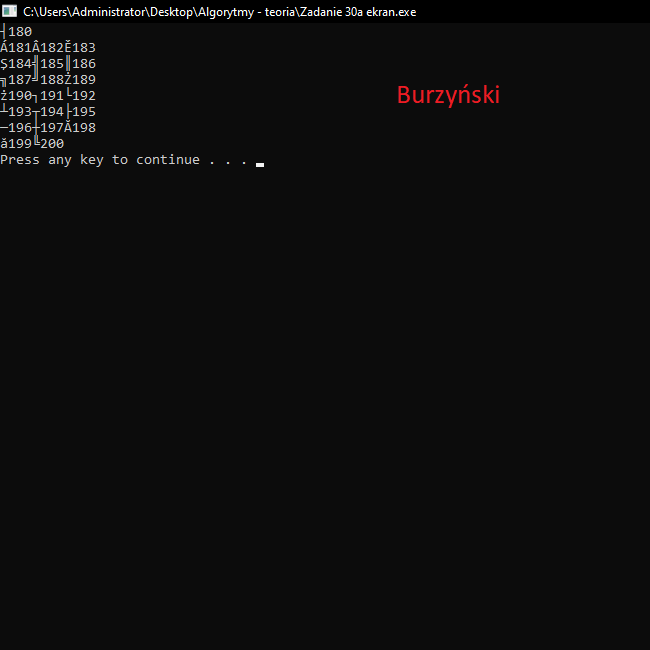 C:\Users\Administrator\Desktop\Algorytmy - teoria\Zadanie 30a ekran.exe
┤180
Á181Â182Ě183
Ş184╣185║186
╗187╝188Ż189
ż190┐191└192
┴193┬194├195
─196┼197Ă198
ă199╚200
Press any key to continue . . .
Burzyński